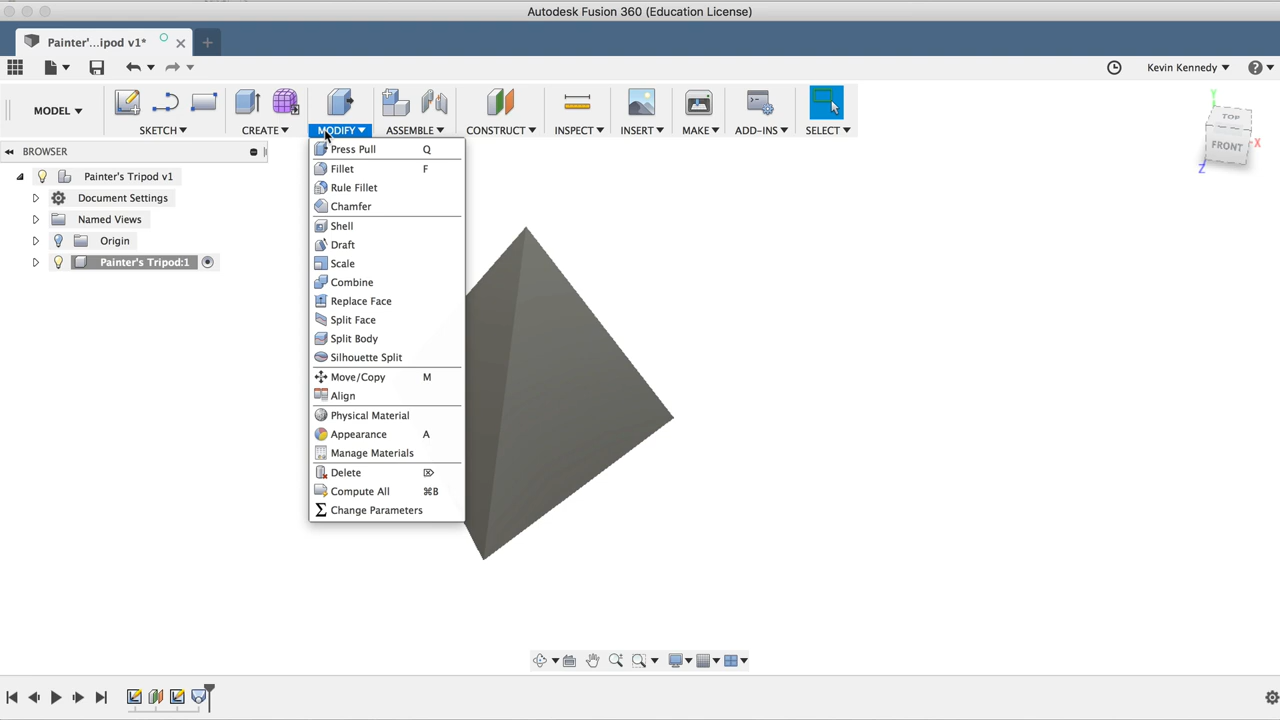 Autodesk Fusion 360 (Education License)
Painter'...ipod v1*
Kevin Kennedy
MODEL
SKETCH
CREATE
MODIFY
ASSEMBLE
CONSTRUCT
INSPECT
INSERT
MAKE
ADD-INS
SELECT
BROWSER
Painter's Tripod v1
Document Settings
Named Views
Origin
Painter's Tripod:1
Press Pull Q
Fillet F
Rule Fillet
Chamfer
Shell
Draft
Scale
Combine
Replace Face
Split Face
Split Body
Silhouette Split
Move/Copy M
Align
Physical Material
Appearance A
Manage Materials
Delete ⌦
Compute All ⌘B
Change Parameters
Y
TOP
FRONT
X
Z